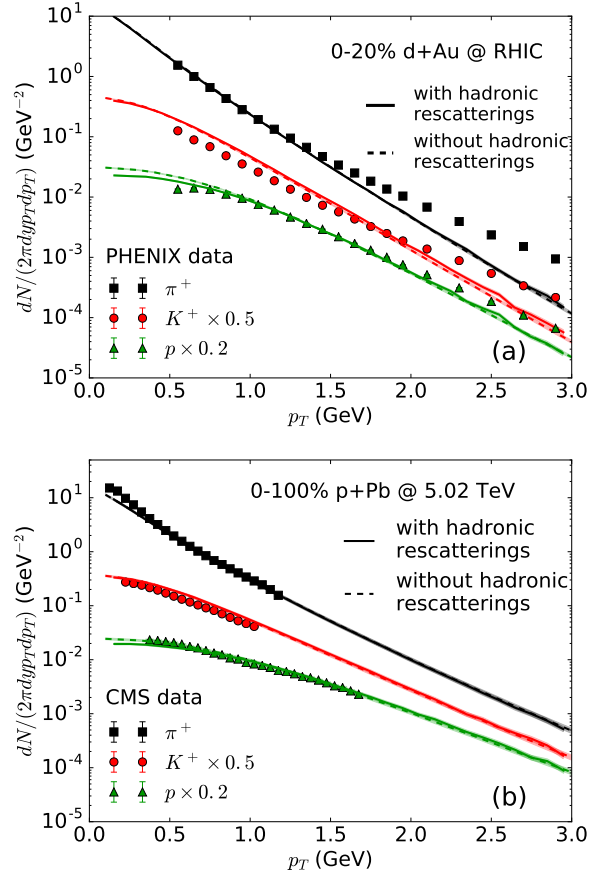 10^1
10^0
10^-1
10^-2
10^-3
10^-4
10^-5
dN/(2πdyp_T dp_T) (GeV^-2)
0-20% d+Au @ RHIC
with hadronic
rescatterings
without hadronic
rescatterings
PHENIX data
π^+
K^+ × 0.5
p × 0.2
(a)
0.0 0.5 1.0 1.5 2.0 2.5 3.0
p_T (GeV)
10^1
10^0
10^-1
10^-2
10^-3
10^-4
10^-5
dN/(2πdyp_T dp_T) (GeV^-2)
0-100% p+Pb @ 5.02 TeV
with hadronic
rescatterings
without hadronic
rescatterings
CMS data
π^+
K^+ × 0.5
p × 0.2
(b)
0.0 0.5 1.0 1.5 2.0 2.5 3.0
p_T (GeV)